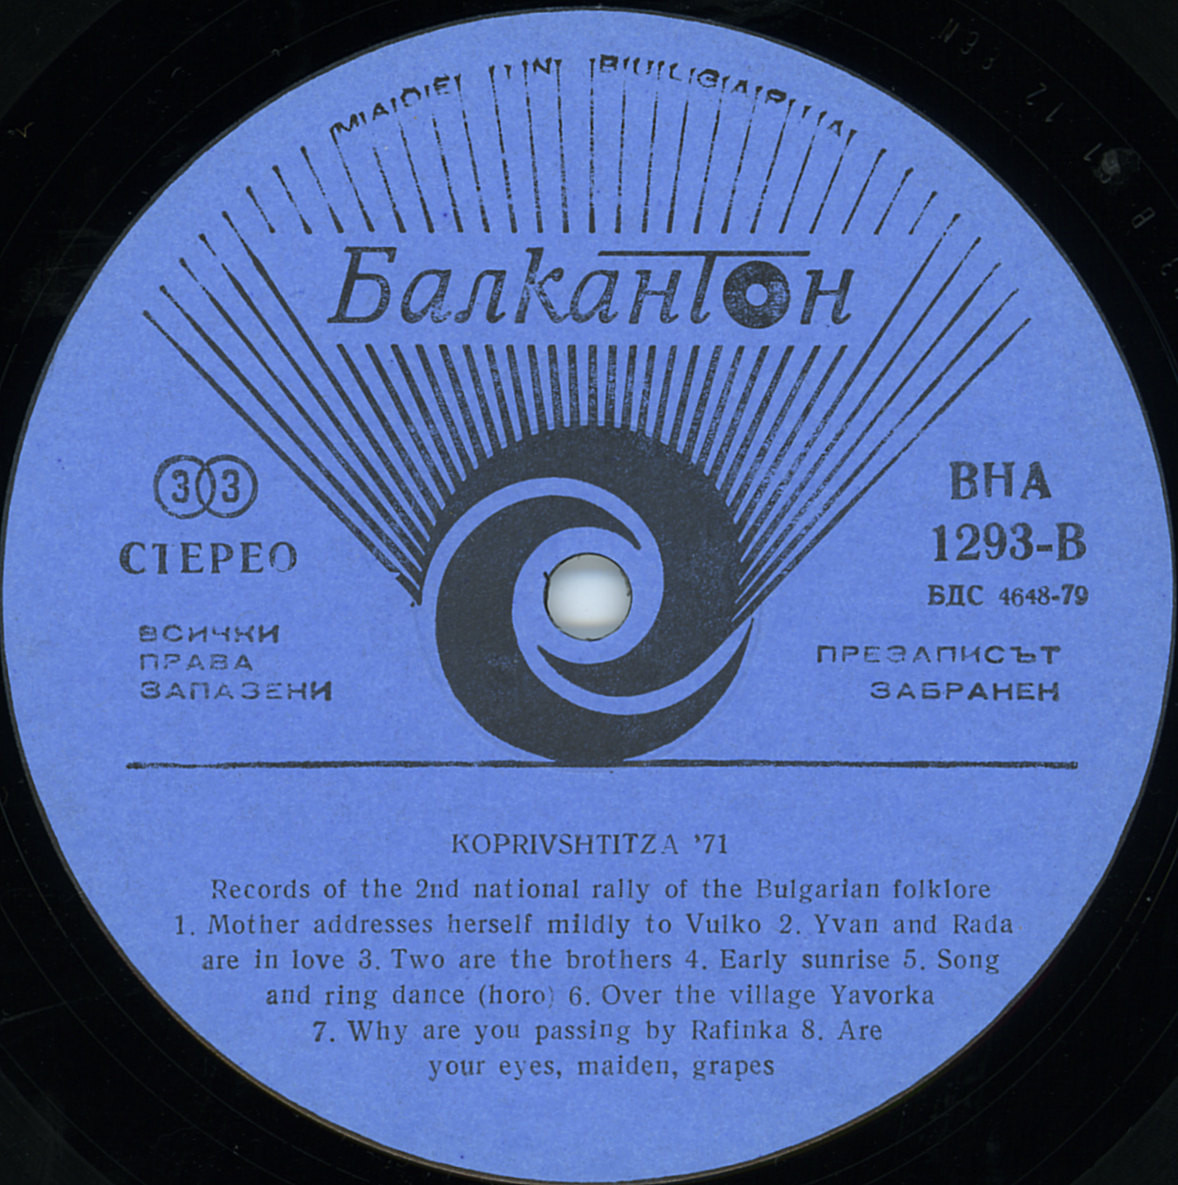 MADE IN BULGARIA
Балкантон
33
СТЕРЕО
ВСИЧКИ
ПРАВА
ЗАПАЗЕНИ
ВНА
1293-В
БДС 4648-79
ПРЕЗАПИСЪТ
ЗАБРАНЕН
KOPRIVSHTITZA '71
Records of the 2nd national rally of the Bulgarian folklore
1. Mother addresses herself mildly to Vulko 2. Yvan and Rada
are in love 3. Two are the brothers 4. Early sunrise 5. Song
and ring dance (horo) 6. Over the village Yavorka
7. Why are you passing by Rafinka 8. Are
your eyes, maiden, grapes